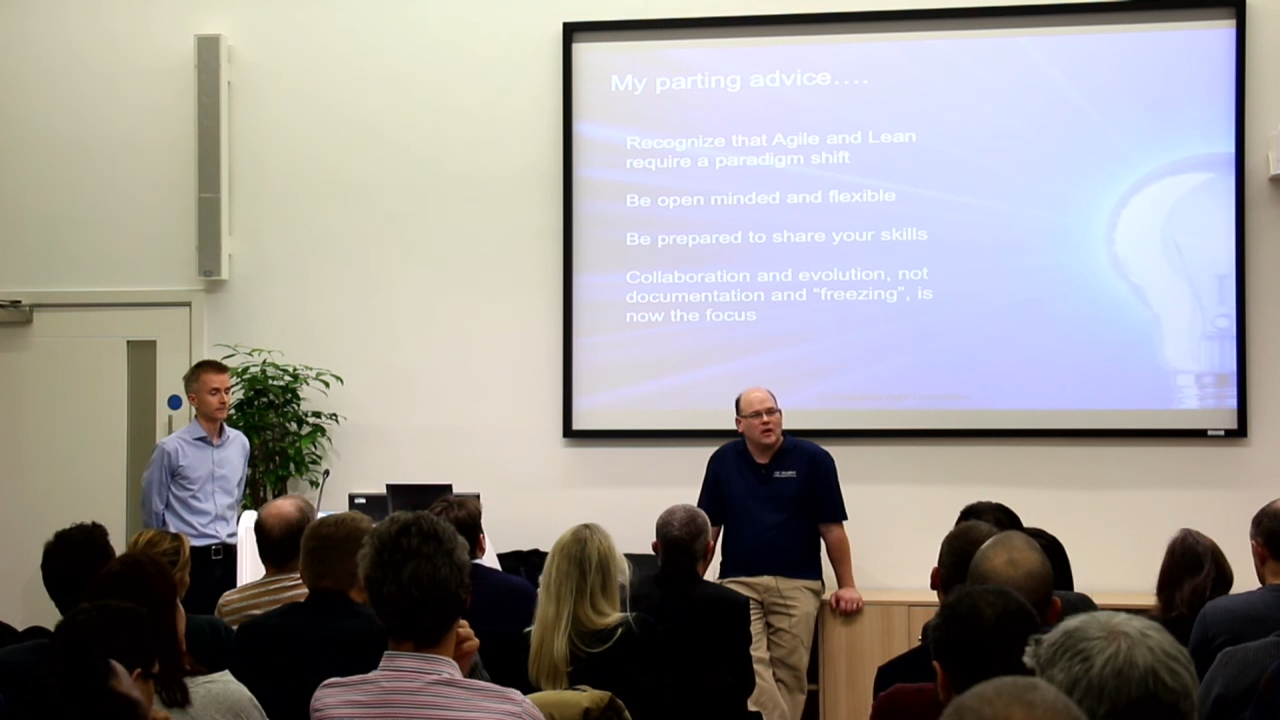 My parting advice....
Recognize that Agile and Lean
require a paradigm shift
Be open minded and flexible
Be prepared to share your skills
Collaboration and evolution, not
documentation and “freezing”, is
now the focus